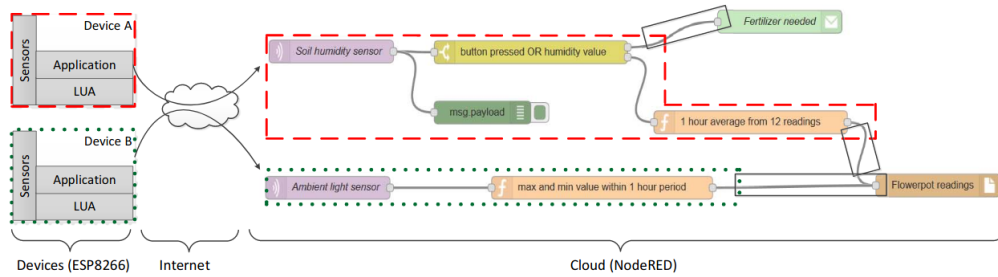 Device A
Sensors
Application
LUA
Device B
Sensors
Application
LUA
Soil humidity sensor
button pressed OR humidity value
Fertilizer needed
msg.payload
1 hour average from 12 readings
Ambient light sensor
max and min value within 1 hour period
Flowerpot readings
Devices (ESP8266)
Internet
Cloud (NodeRED)